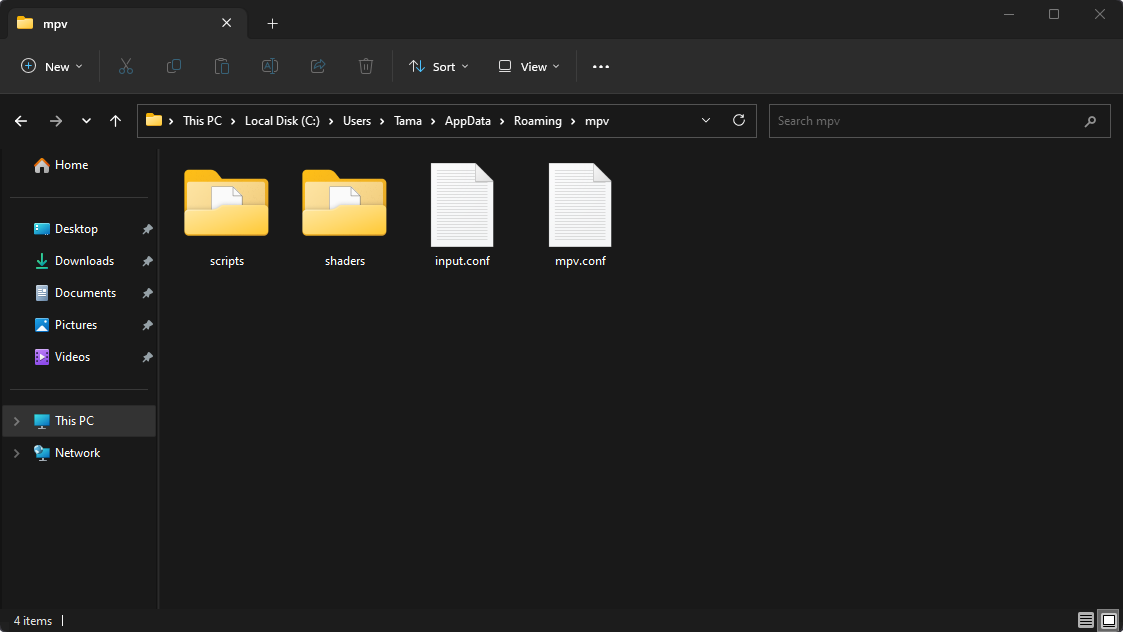 mpv
New
Sort
View
This PC > Local Disk (C:) > Users > Tama > AppData > Roaming > mpv
Search mpv
Home
Desktop
Downloads
Documents
Pictures
Videos
This PC
Network
scripts
shaders
input.conf
mpv.conf
4 items